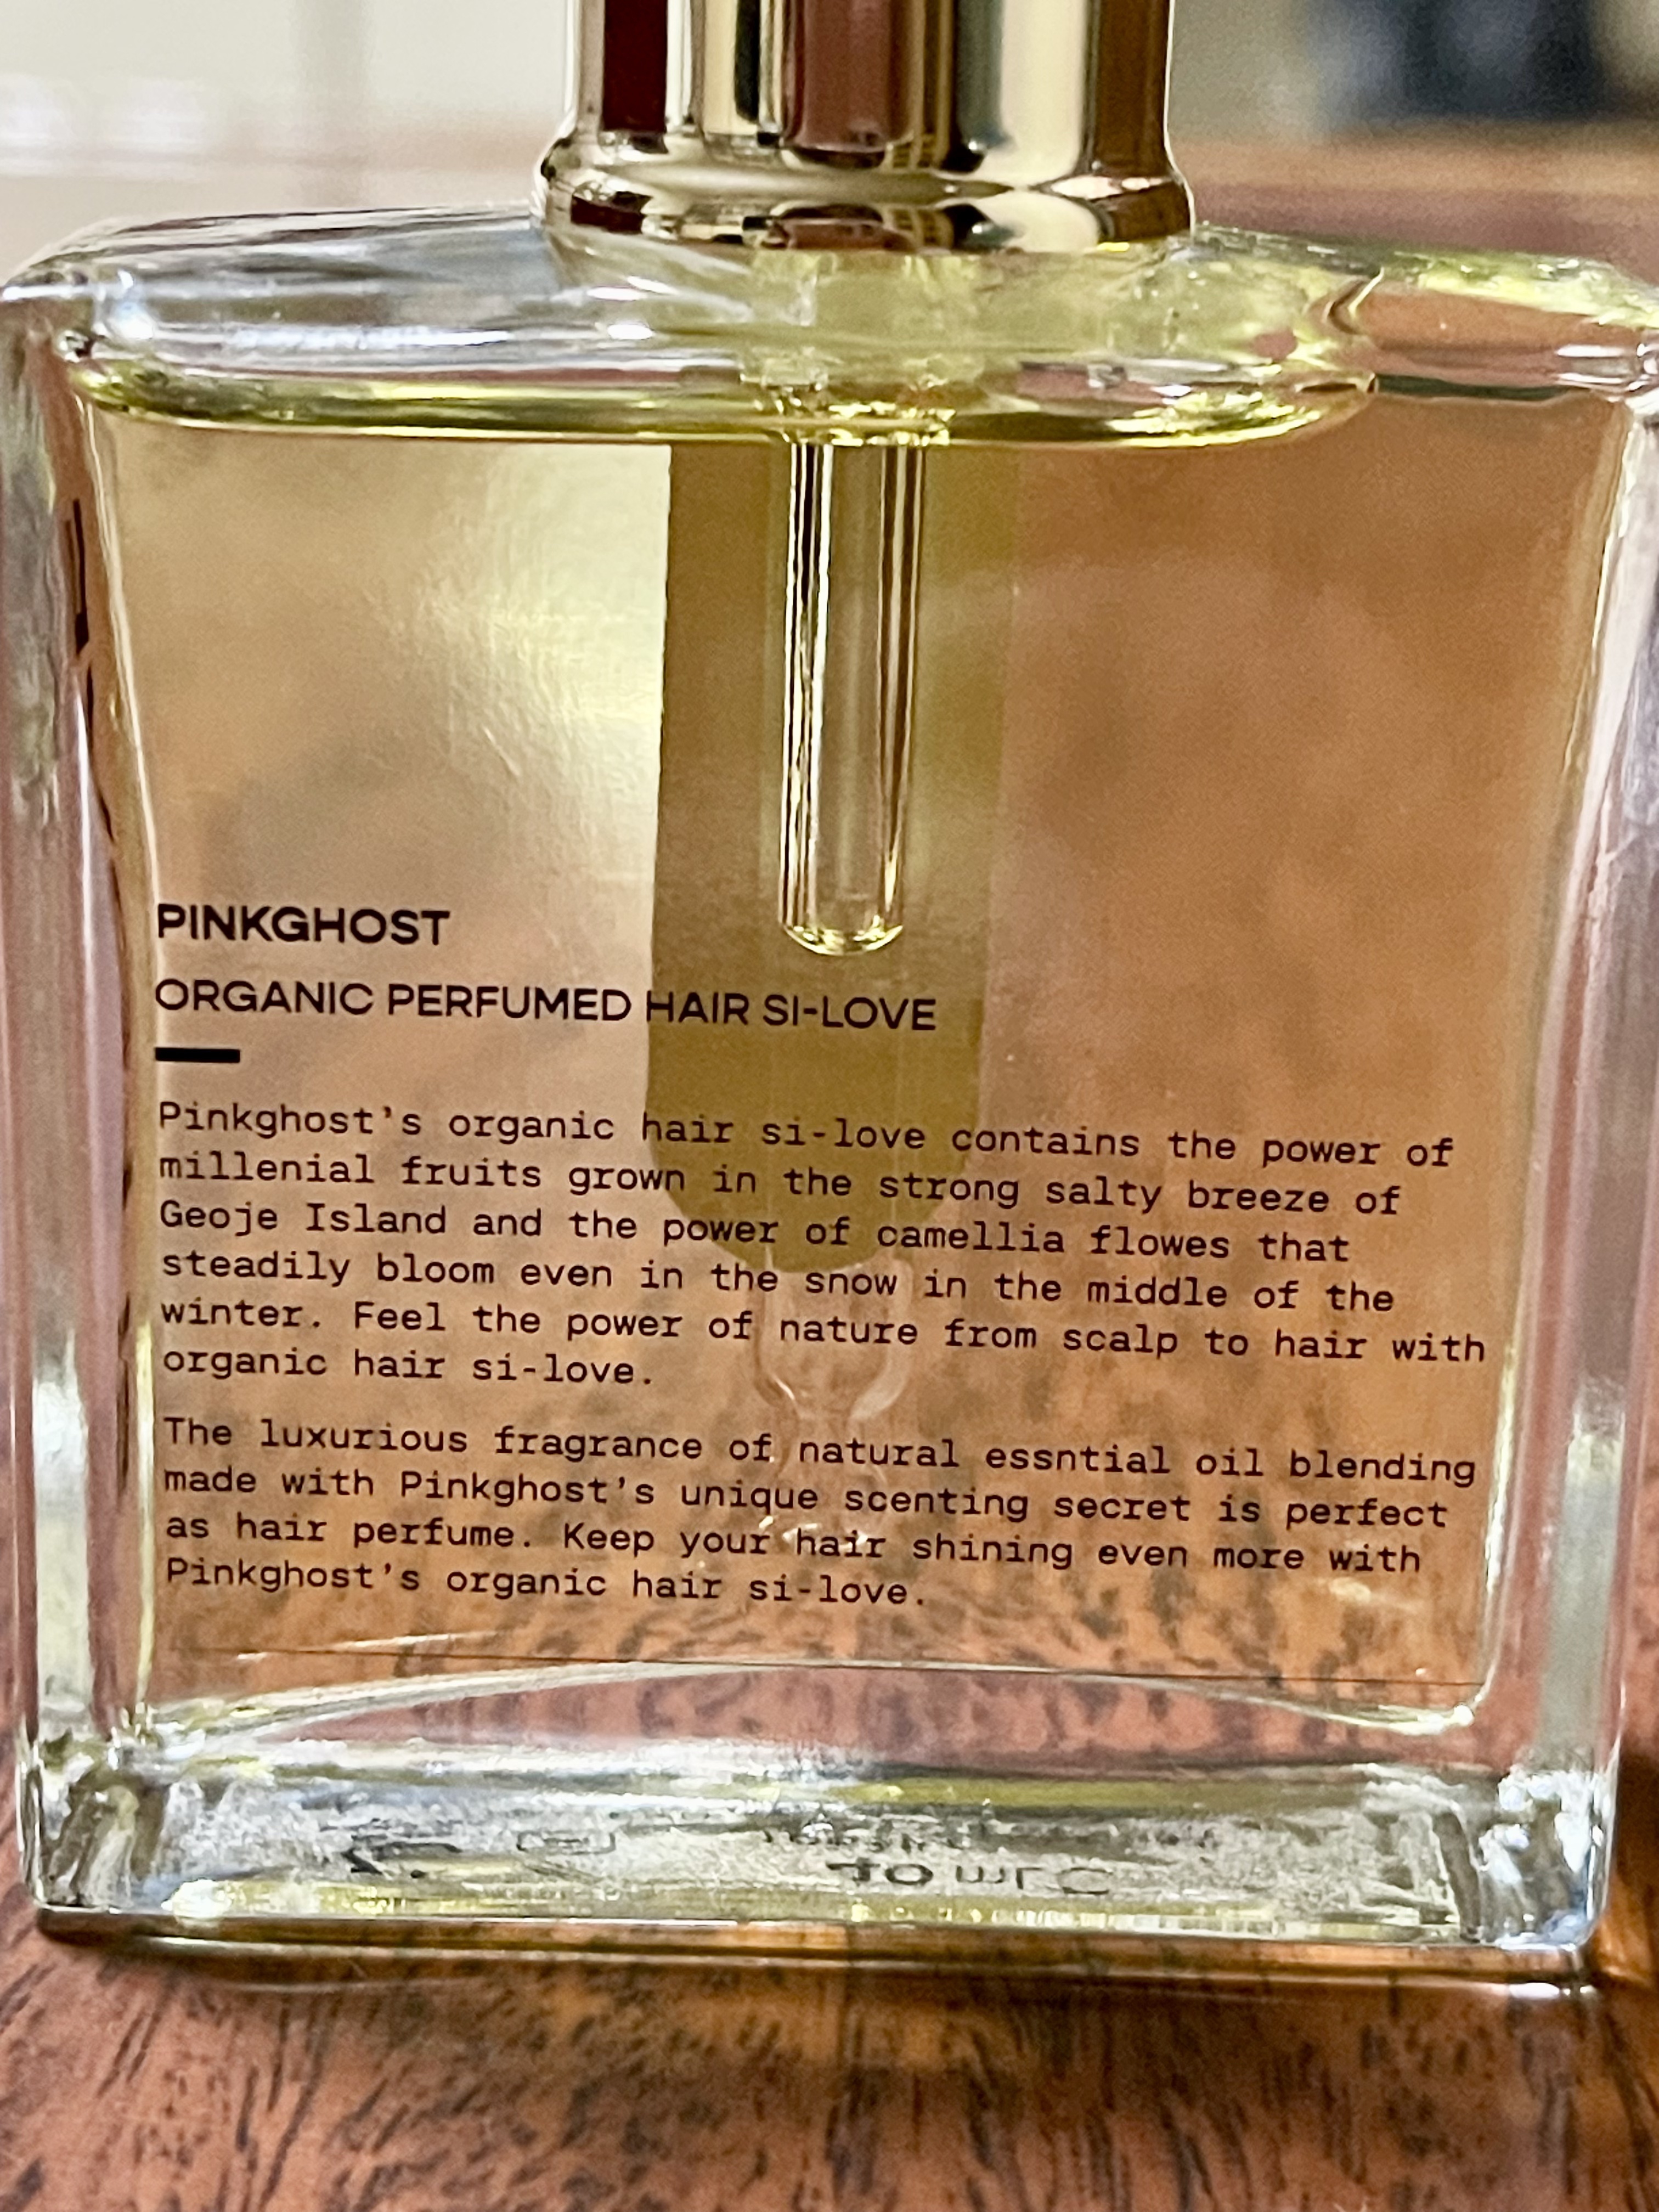 PINKGHOST
ORGANIC PERFUMED HAIR SI-LOVE
Pinkghost's organic hair si-love contains the power of
millenial fruits grown in the strong salty breeze of
Geoje Island and the power of camellia flowes that
steadily bloom even in the snow in the middle of the
winter. Feel the power of nature from scalp to hair with
organic hair si-love.
The luxurious fragrance of natural essntial oil blending
made with Pinkghost's unique scenting secret is perfect
as hair perfume. Keep your hair shining even more with
Pinkghost's organic hair si-love.